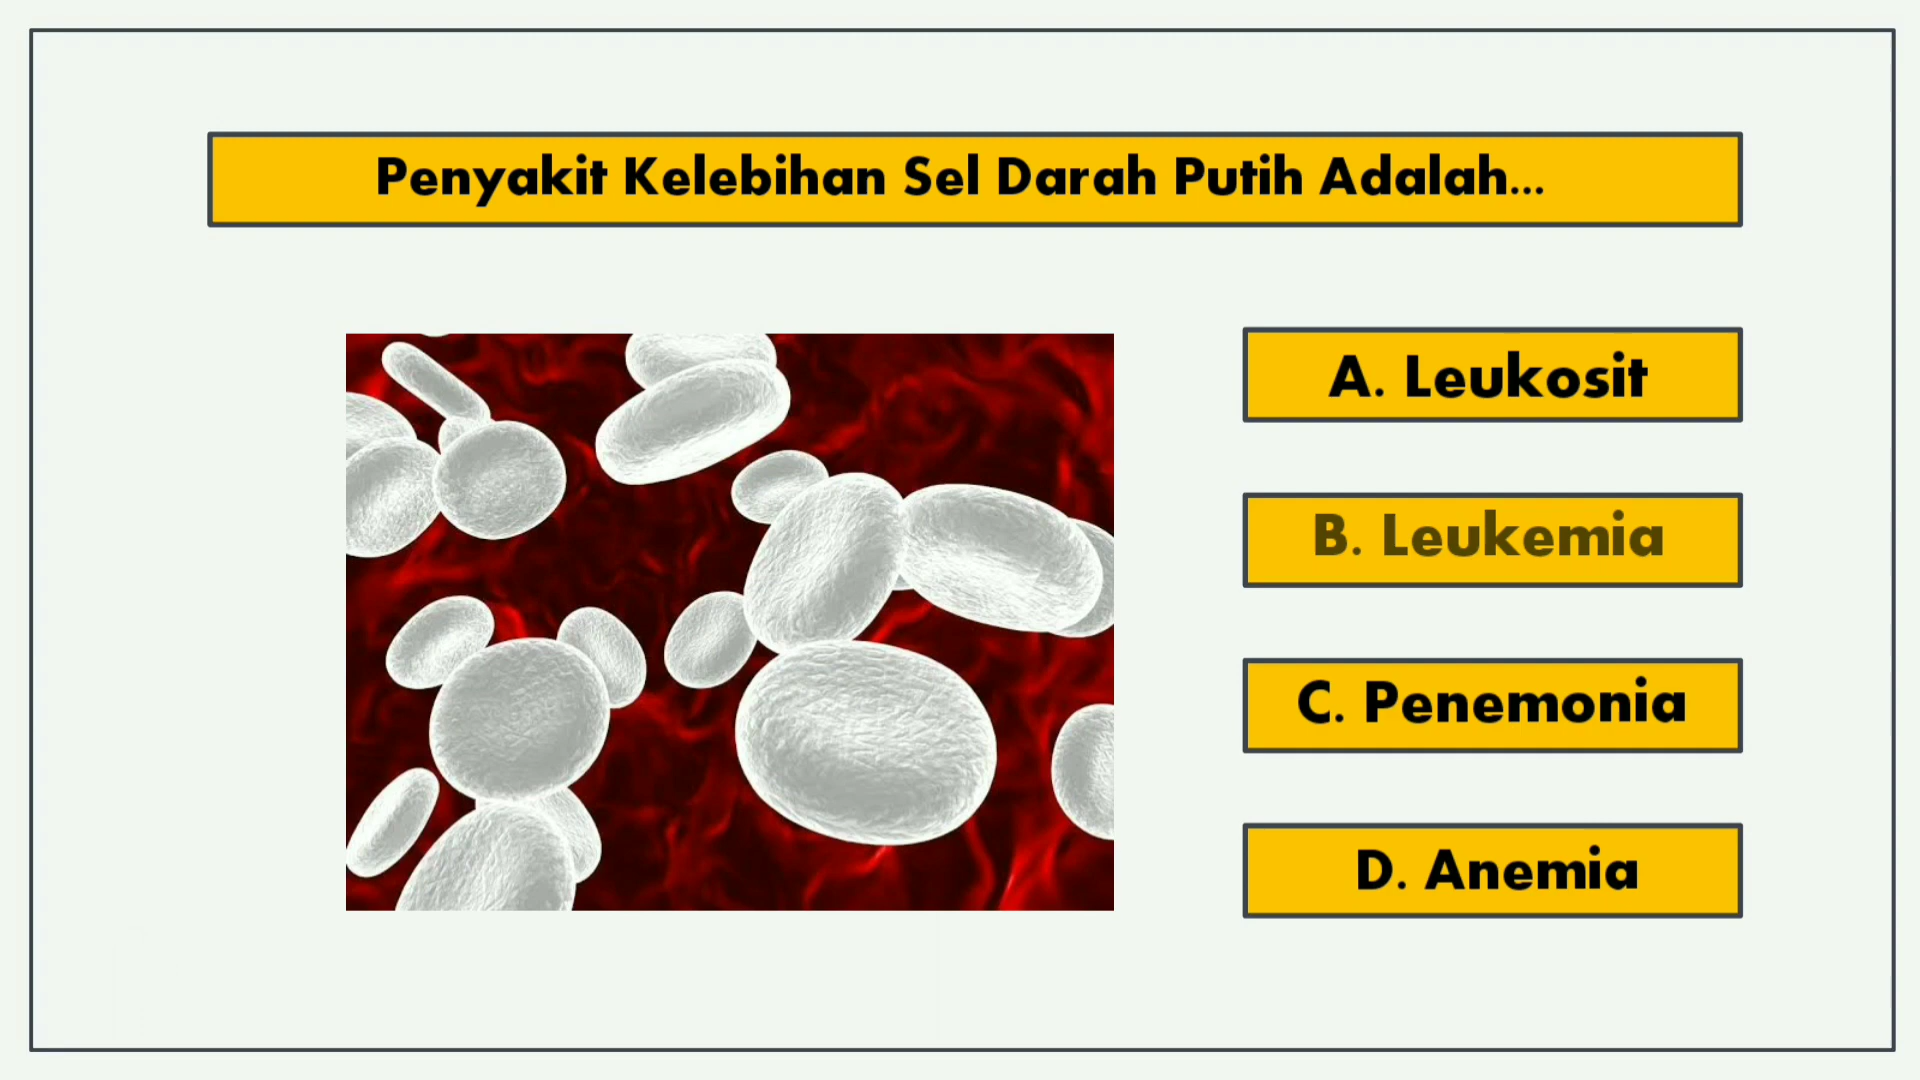 Penyakit Kelebihan Sel Darah Putih Adalah...
A. Leukosit
B. Leukemia
C. Penemonia
D. Anemia